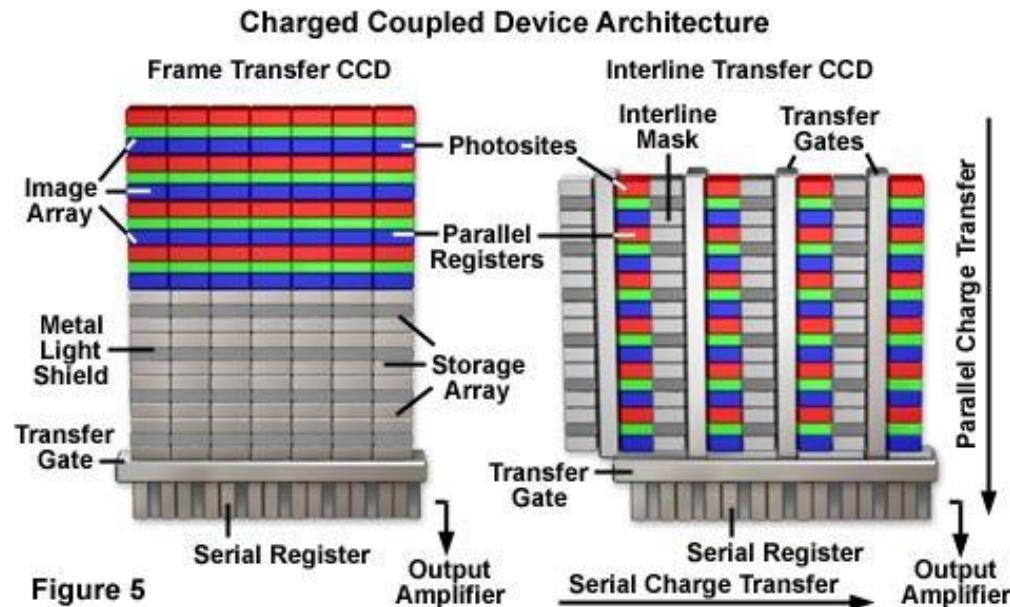 Charged Coupled Device Architecture
Frame Transfer CCD
Interline Transfer CCD
Image
Array
Photosites
Parallel
Registers
Interline
Mask
Transfer
Gates
Metal
Light
Shield
Storage
Array
Transfer
Gate
Serial Register
Output
Amplifier
Transfer
Gate
Serial Register
Output
Amplifier
Parallel Charge Transfer
Serial Charge Transfer
Figure 5